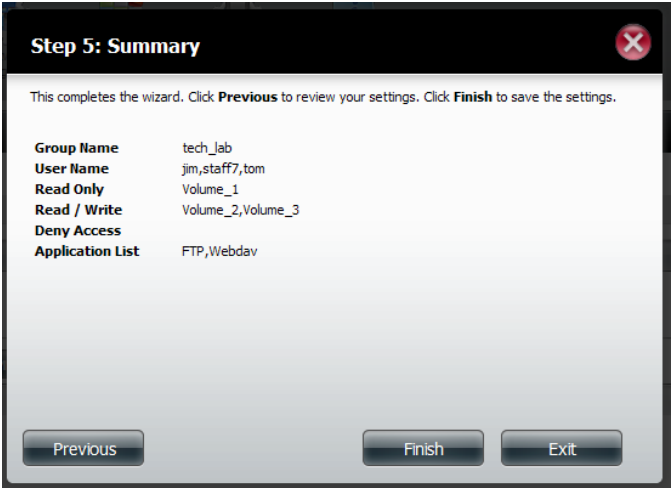 Step 5: Summary
This completes the wizard. Click Previous to review your settings. Click Finish to save the settings.
Group Name tech_lab
User Name jim,staff7,tom
Read Only Volume_1
Read / Write Volume_2,Volume_3
Deny Access
Application List FTP,Webdav
Previous Finish Exit